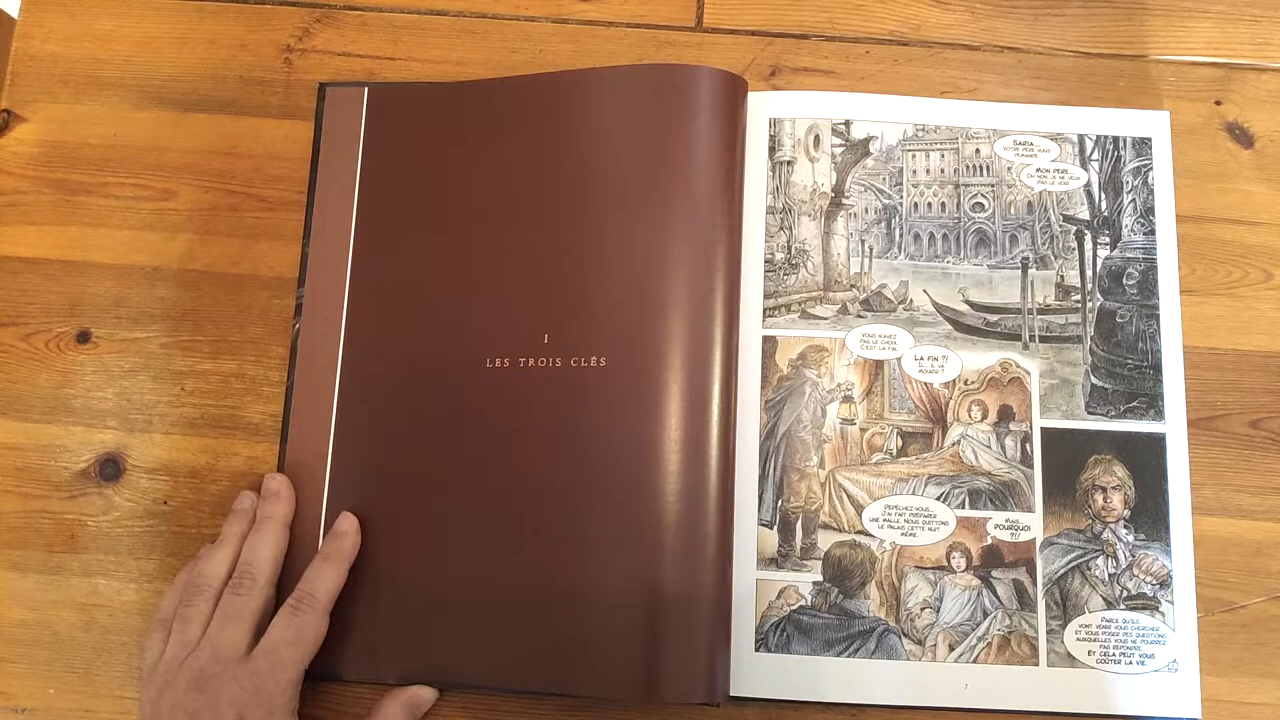 I
LES TROIS CLÉS
SARIA...
VOTRE PÈRE VOUS
DEMANDE.
MON PÈRE...
OH NON, JE NE VEUX
PAS LE VOIR
VOUS N'AVEZ
PAS LE CHOIX.
C'EST LA FIN.
LA FIN ?!
IL... IL VA
MOURIR ?
DÉPÊCHEZ-VOUS...
J'AI FAIT PRÉPARER
UNE MALLE. NOUS QUITTONS
LE PALAIS CETTE NUIT
MÊME.
MAIS...
POURQUOI
?!!
PARCE QU'ILS
VONT VENIR VOUS CHERCHER
ET VOUS POSER DES QUESTIONS
AUXQUELLES VOUS NE POURREZ
PAS RÉPONDRE.
ET CELA PEUT VOUS
COÛTER LA VIE.
7